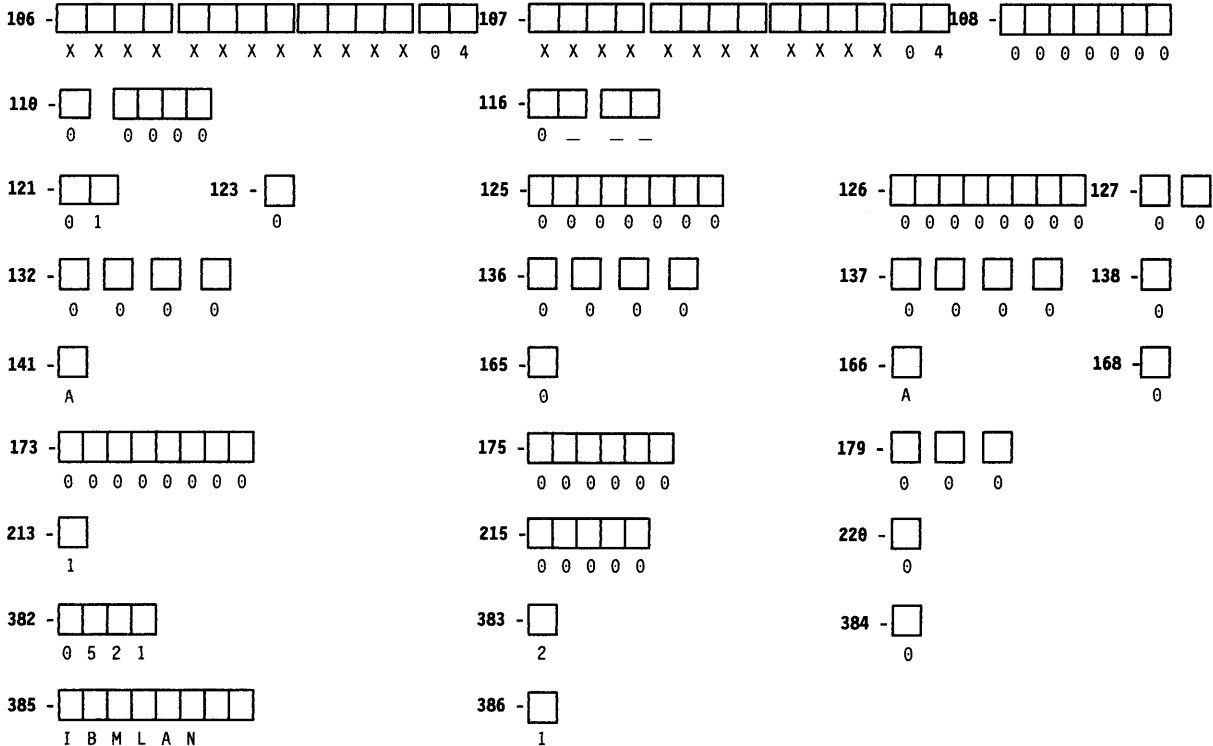 106 - 107 - 108 -
X X X X X X X X X X X X 0 4 X X X X X X X X X X X X 0 4 0 0 0 0 0 0 0
110 - 116 -
0 0 0 0 0 0 _ _ _
121 - 123 - 125 - 126 - 127 -
0 1 0 0 0 0 0 0 0 0 0 0 0 0 0 0 0 0 0 0
132 - 136 - 137 - 138 -
0 0 0 0 0 0 0 0 0 0 0 0 0
141 - 165 - 166 - 168 -
A 0 A 0
173 - 175 - 179 -
0 0 0 0 0 0 0 0 0 0 0 0 0 0 0 0 0
213 - 215 - 220 -
1 0 0 0 0 0 0
382 - 383 - 384 -
0 5 2 1 2 0
385 - 386 -
I B M L A N 1